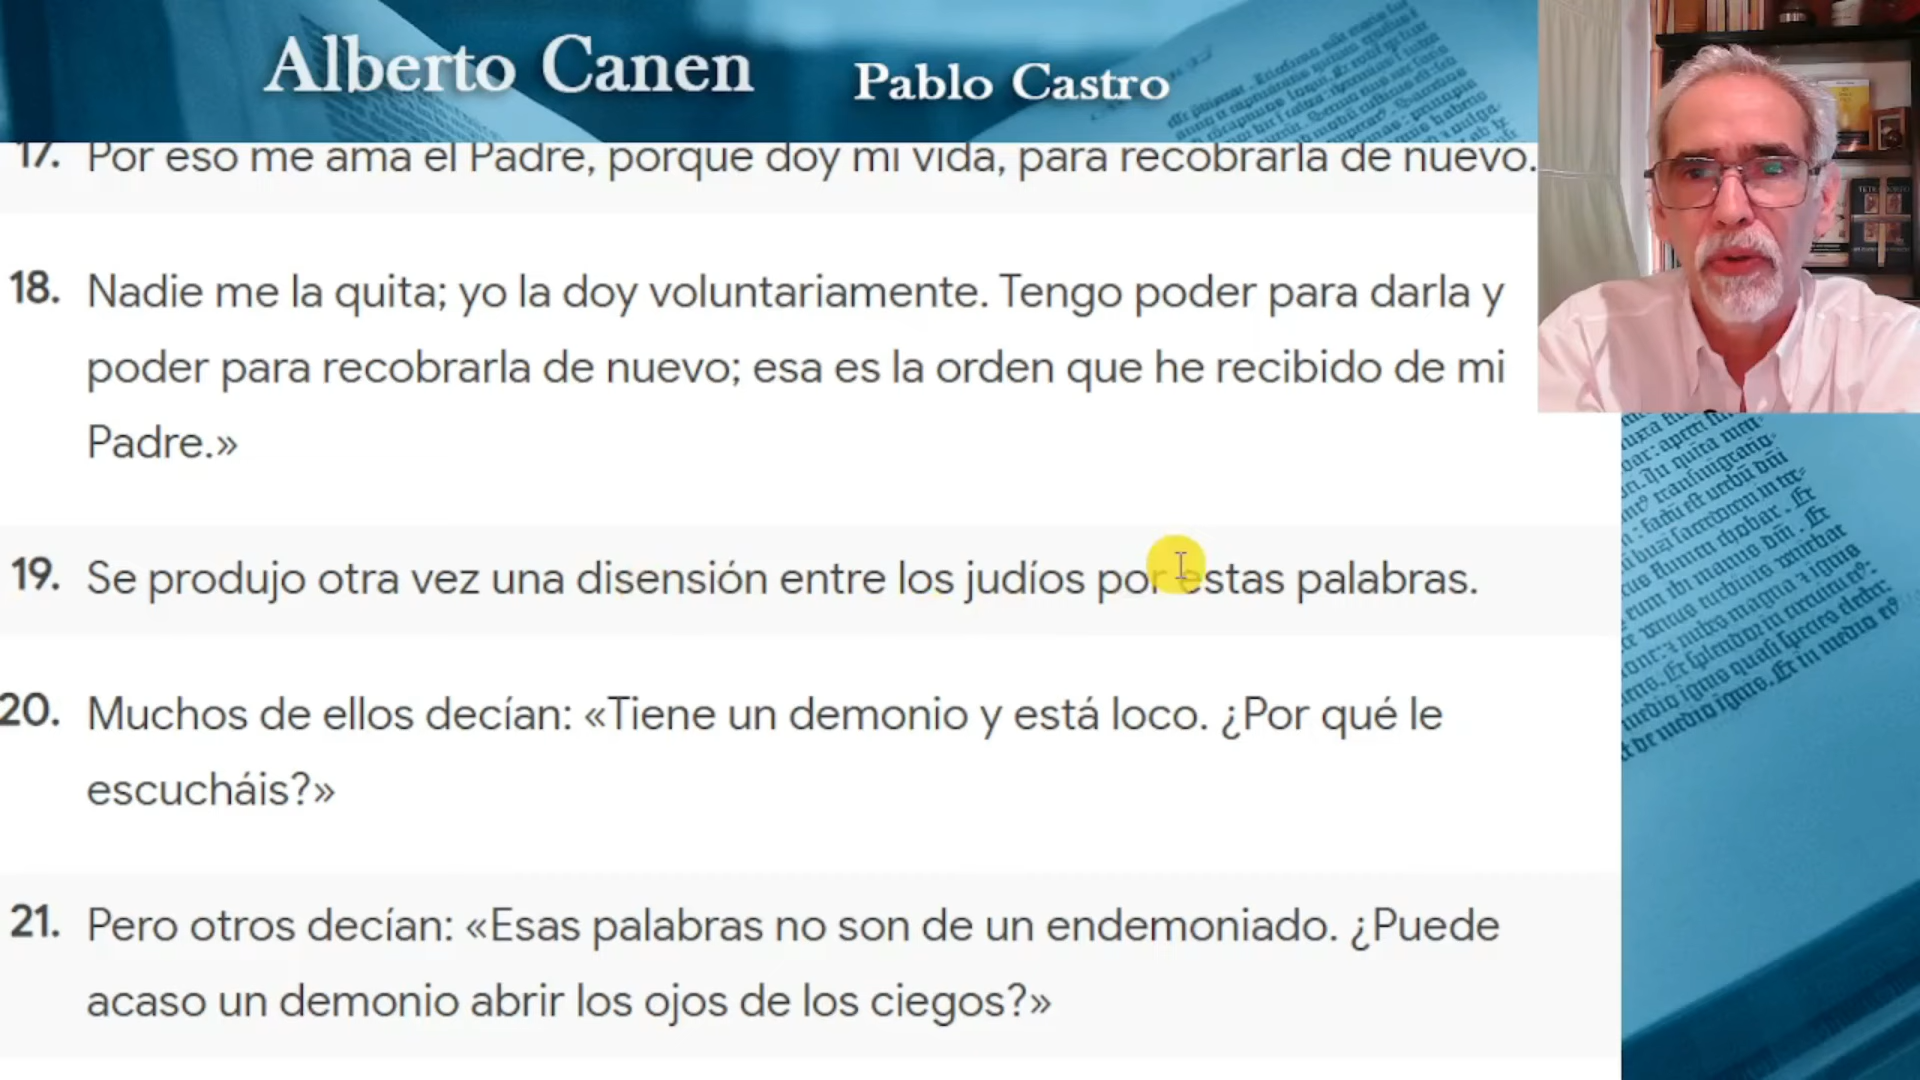 Alberto Canen
Pablo Castro
17. Por eso me ama el Padre, porque doy mi vida, para recobrarla de nuevo.
18. Nadie me la quita; yo la doy voluntariamente. Tengo poder para darla y
poder para recobrarla de nuevo; esa es la orden que he recibido de mi
Padre.»
19. Se produjo otra vez una disensión entre los judíos por estas palabras.
20. Muchos de ellos decían: «Tiene un demonio y está loco. ¿Por qué le
escucháis?»
21. Pero otros decían: «Esas palabras no son de un endemoniado. ¿Puede
acaso un demonio abrir los ojos de los ciegos?»